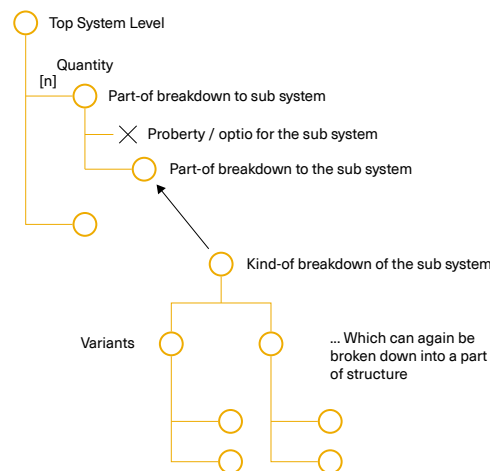 Top System Level
Quantity
[n]
Part-of breakdown to sub system
Proberty / optio for the sub system
Part-of breakdown to the sub system
Kind-of breakdown of the sub system
Variants
... Which can again be
broken down into a part
of structure